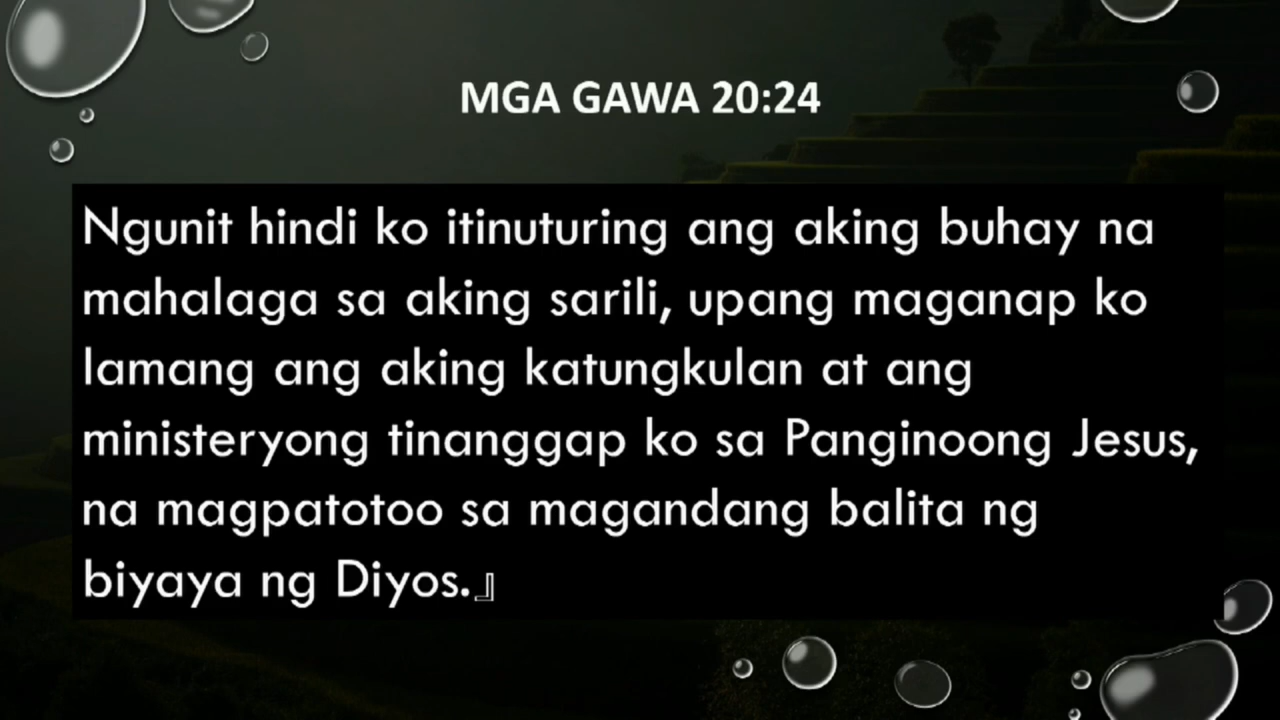 MGA GAWA 20:24
Ngunit hindi ko itinuturing ang aking buhay na
mahalaga sa aking sarili, upang maganap ko
lamang ang aking katungkulan at ang
ministeryong tinanggap ko sa Panginoong Jesus,
na magpatotoo sa magandang balita ng
biyaya ng Diyos.』